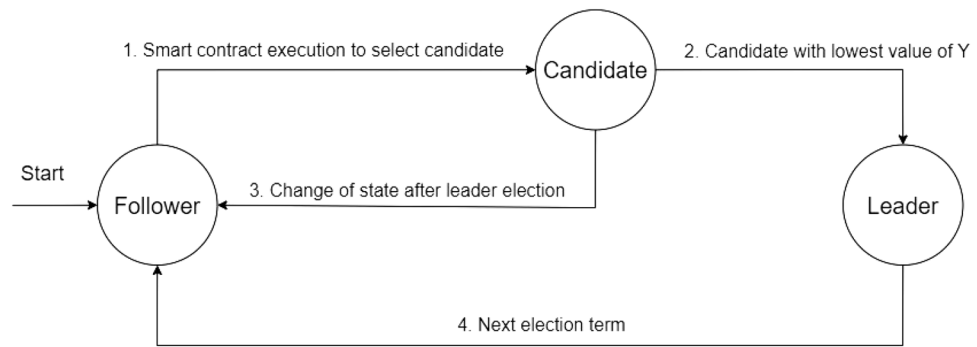 1. Smart contract execution to select candidate
2. Candidate with lowest value of Y
Candidate
Start
3. Change of state after leader election
Follower
Leader
4. Next election term